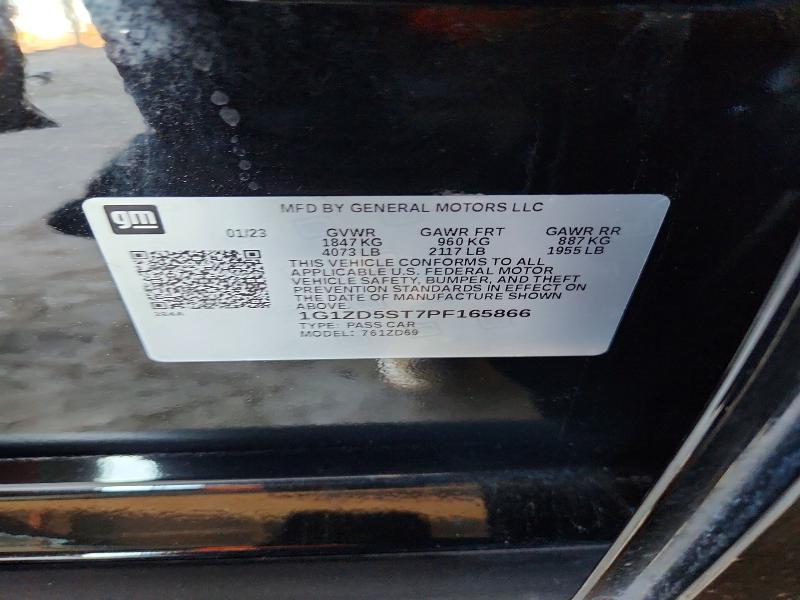 gm
MFD BY GENERAL MOTORS LLC
01/23 GVWR GAWR FRT GAWR RR
1847 KG 960 KG 887 KG
4073 LB 2117 LB 1955 LB
THIS VEHICLE CONFORMS TO ALL
APPLICABLE U.S. FEDERAL MOTOR
VEHICLE SAFETY, BUMPER, AND THEFT
PREVENTION STANDARDS IN EFFECT ON
THE DATE OF MANUFACTURE SHOWN
ABOVE.
1G1ZD5ST7PF165866
TYPE: PASS CAR
MODEL: 761ZD69